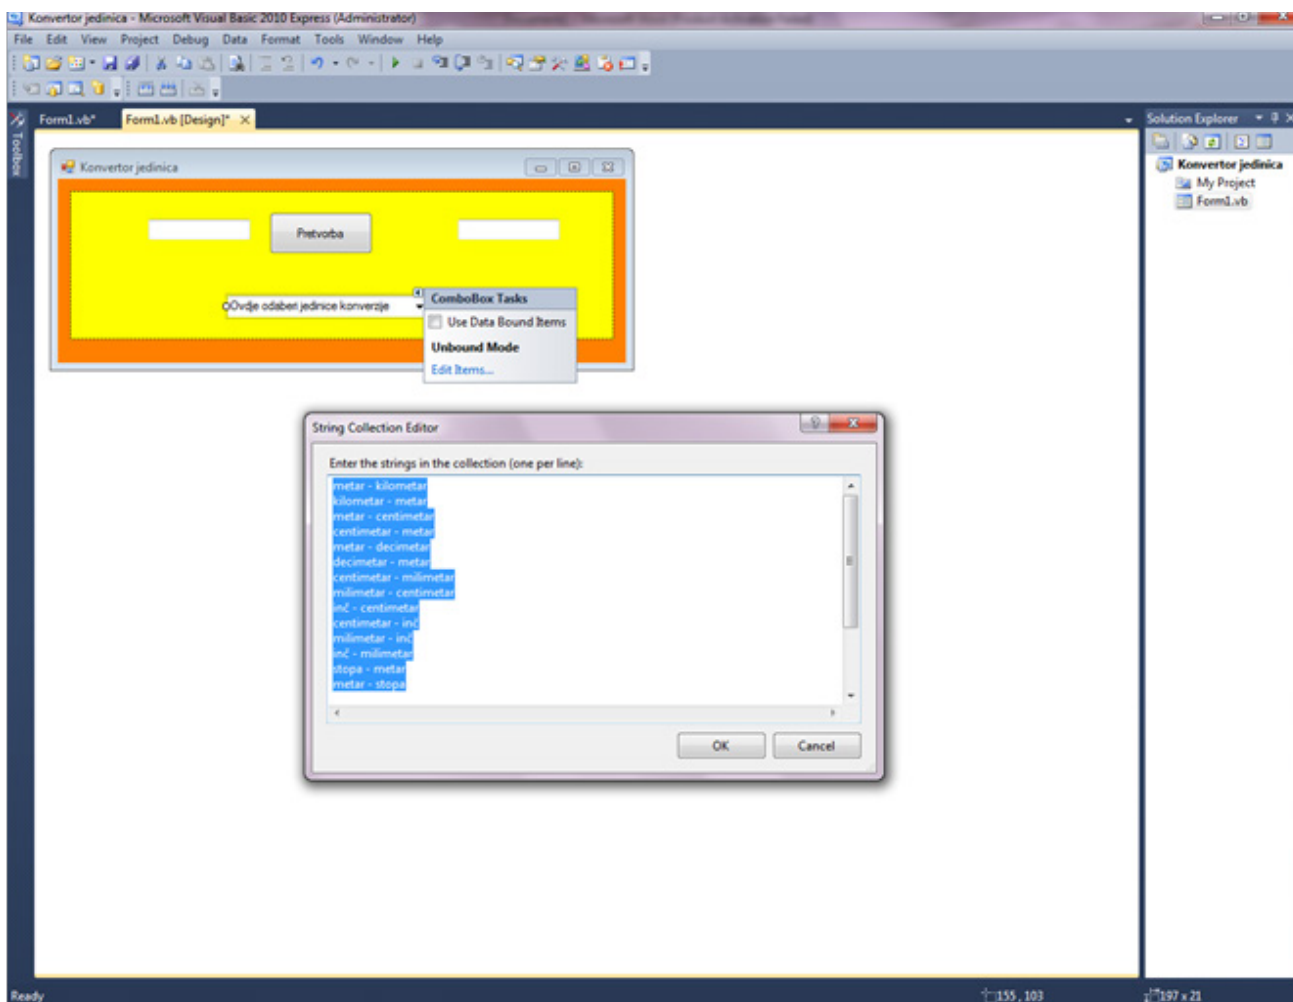 Konvertor jedinica - Microsoft Visual Basic 2010 Express (Administrator)
File Edit View Project Debug Data Format Tools Window Help
Form1.vb* Form1.vb [Design]*
Toolbox
Solution Explorer
Konvertor jedinica
My Project
Form1.vb
Konvertor jedinica
Pretvorba
Ovdje odaberi jedinice konverzije
ComboBox Tasks
Use Data Bound Items
Unbound Mode
Edit Items...
String Collection Editor
Enter the strings in the collection (one per line):
metar - kilometar
kilometar - metar
metar - centimetar
centimetar - metar
metar - decimetar
decimetar - metar
centimetar - milimetar
milimetar - centimetar
inč - centimetar
centimetar - inč
milimetar - inč
inč - milimetar
stopa - metar
metar - stopa
OK Cancel
Ready 155, 103 197 x 21